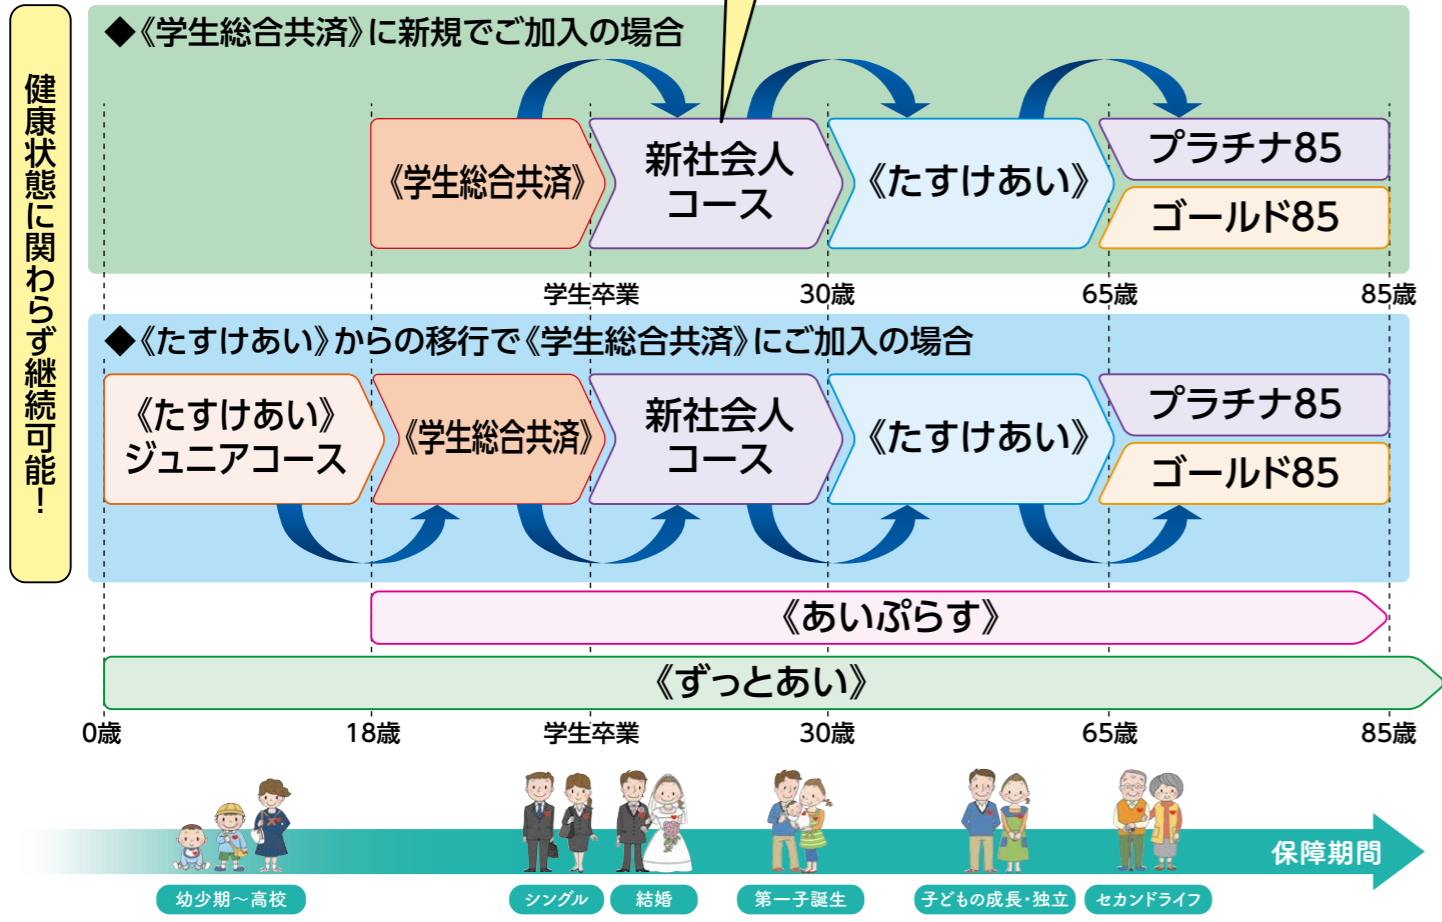 健康状態に関わらず継続可能！
◆《学生総合共済》に新規でご加入の場合
《学生総合共済》
新社会人
コース
《たすけあい》
プラチナ85
ゴールド85
学生卒業
30歳
65歳
85歳
◆《たすけあい》からの移行で《学生総合共済》にご加入の場合
《たすけあい》
ジュニアコース
《学生総合共済》
新社会人
コース
《たすけあい》
プラチナ85
ゴールド85
《あいぷらす》
《ずっとあい》
0歳
18歳
学生卒業
30歳
65歳
85歳
保障期間
幼少期～高校
シングル
結婚
第一子誕生
子どもの成長・独立
セカンドライフ